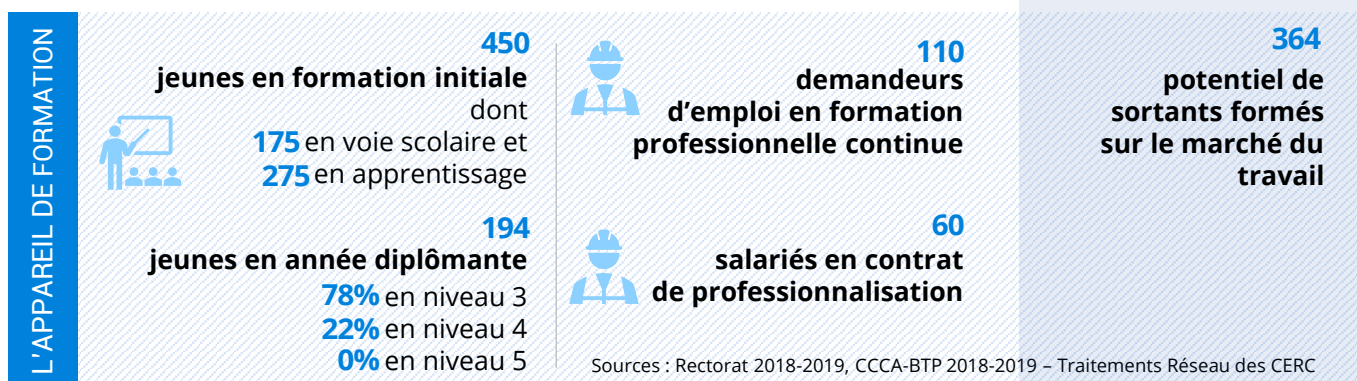 L'APPAREIL DE FORMATION
450
jeunes en formation initiale
dont
175 en voie scolaire et
275 en apprentissage
194
jeunes en année diplômante
78% en niveau 3
22% en niveau 4
0% en niveau 5
110
demandeurs
d’emploi en formation
professionnelle continue
60
salariés en contrat
de professionnalisation
364
potentiel de
sortants formés
sur le marché du
travail
Sources : Rectorat 2018-2019, CCCA-BTP 2018-2019 – Traitements Réseau des CERC